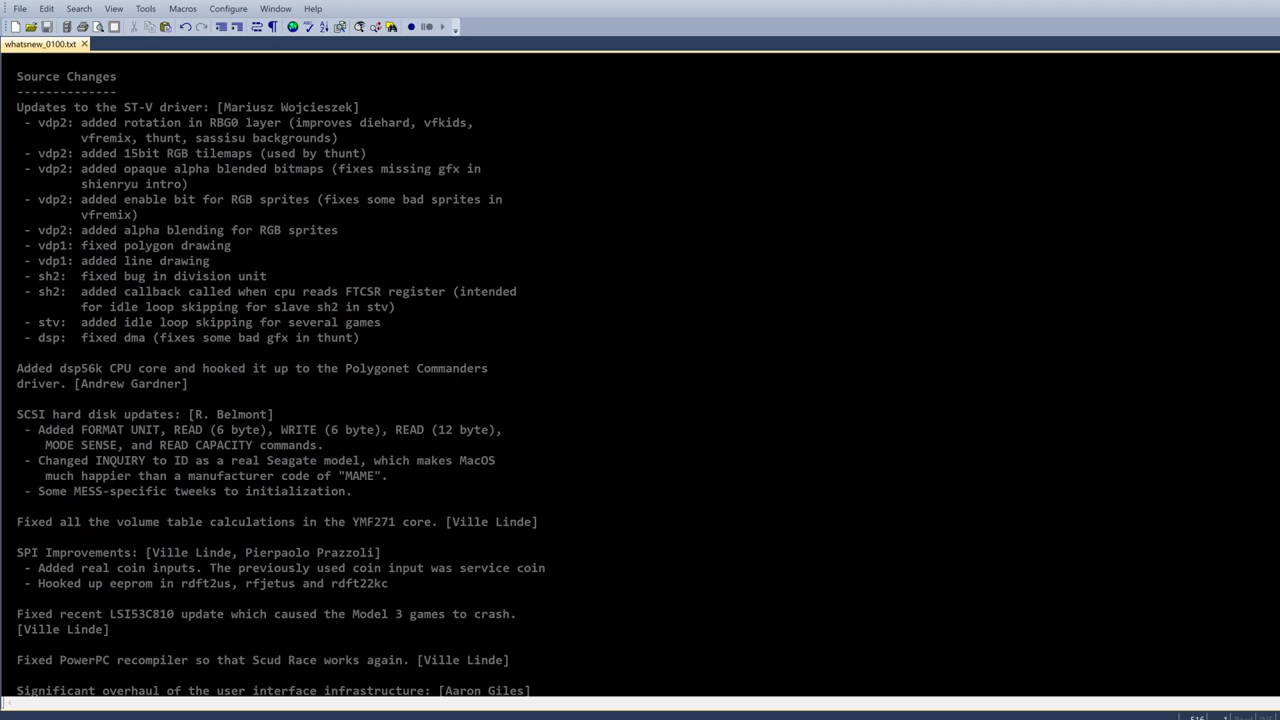 File Edit Search View Tools Macros Configure Window Help
whatsnew_0100.txt
Source Changes
--------------
Updates to the ST-V driver: [Mariusz Wojcieszek]
- vdp2: added rotation in RBG0 layer (improves diehard, vfkids,
vfremix, thunt, sassisu backgrounds)
- vdp2: added 15bit RGB tilemaps (used by thunt)
- vdp2: added opaque alpha blended bitmaps (fixes missing gfx in
shienryu intro)
- vdp2: added enable bit for RGB sprites (fixes some bad sprites in
vfremix)
- vdp2: added alpha blending for RGB sprites
- vdp1: fixed polygon drawing
- vdp1: added line drawing
- sh2: fixed bug in division unit
- sh2: added callback called when cpu reads FTCSR register (intended
for idle loop skipping for slave sh2 in stv)
- stv: added idle loop skipping for several games
- dsp: fixed dma (fixes some bad gfx in thunt)
Added dsp56k CPU core and hooked it up to the Polygonet Commanders
driver. [Andrew Gardner]
SCSI hard disk updates: [R. Belmont]
- Added FORMAT UNIT, READ (6 byte), WRITE (6 byte), READ (12 byte),
MODE SENSE, and READ CAPACITY commands.
- Changed INQUIRY to ID as a real Seagate model, which makes MacOS
much happier than a manufacturer code of "MAME".
- Some MESS-specific tweeks to initialization.
Fixed all the volume table calculations in the YMF271 core. [Ville Linde]
SPI Improvements: [Ville Linde, Pierpaolo Prazzoli]
- Added real coin inputs. The previously used coin input was service coin
- Hooked up eeprom in rdft2us, rfjetus and rdft22kc
Fixed recent LSI53C810 update which caused the Model 3 games to crash.
[Ville Linde]
Fixed PowerPC recompiler so that Scud Race works again. [Ville Linde]
Significant overhaul of the user interface infrastructure: [Aaron Giles]